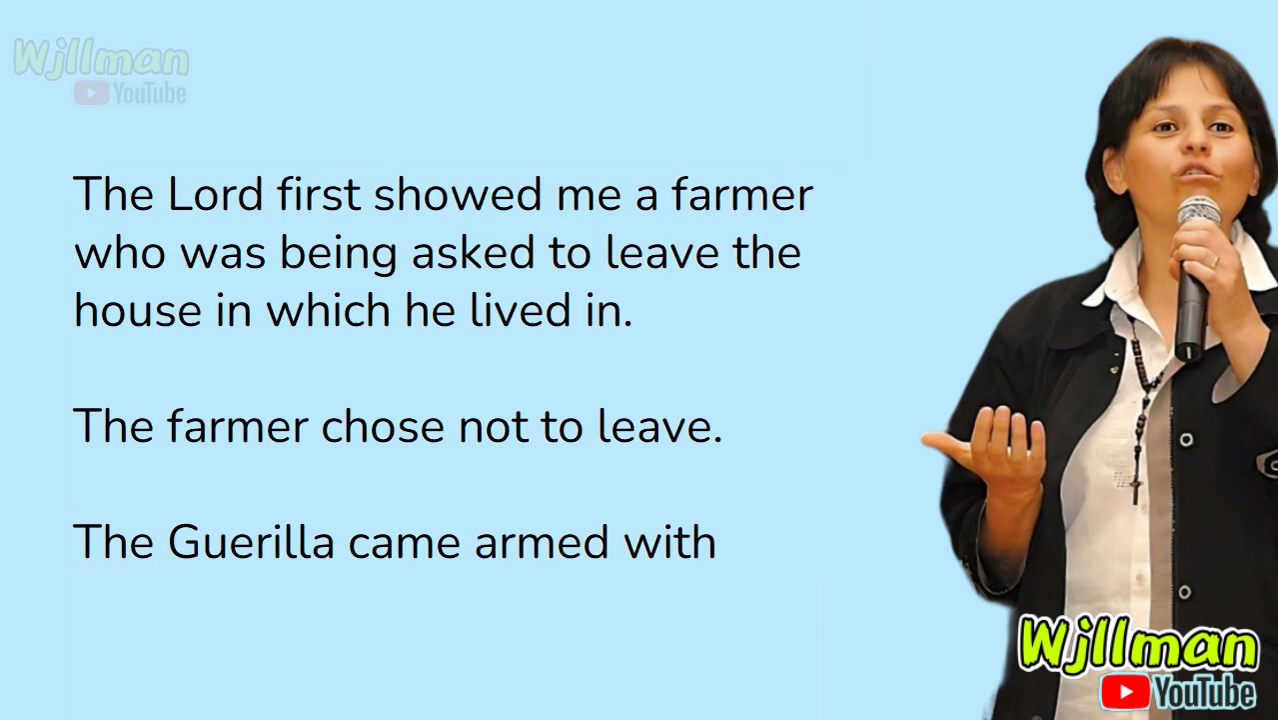 Wjllman
YouTube
The Lord first showed me a farmer
who was being asked to leave the
house in which he lived in.
The farmer chose not to leave.
The Guerilla came armed with
Wjllman
YouTube